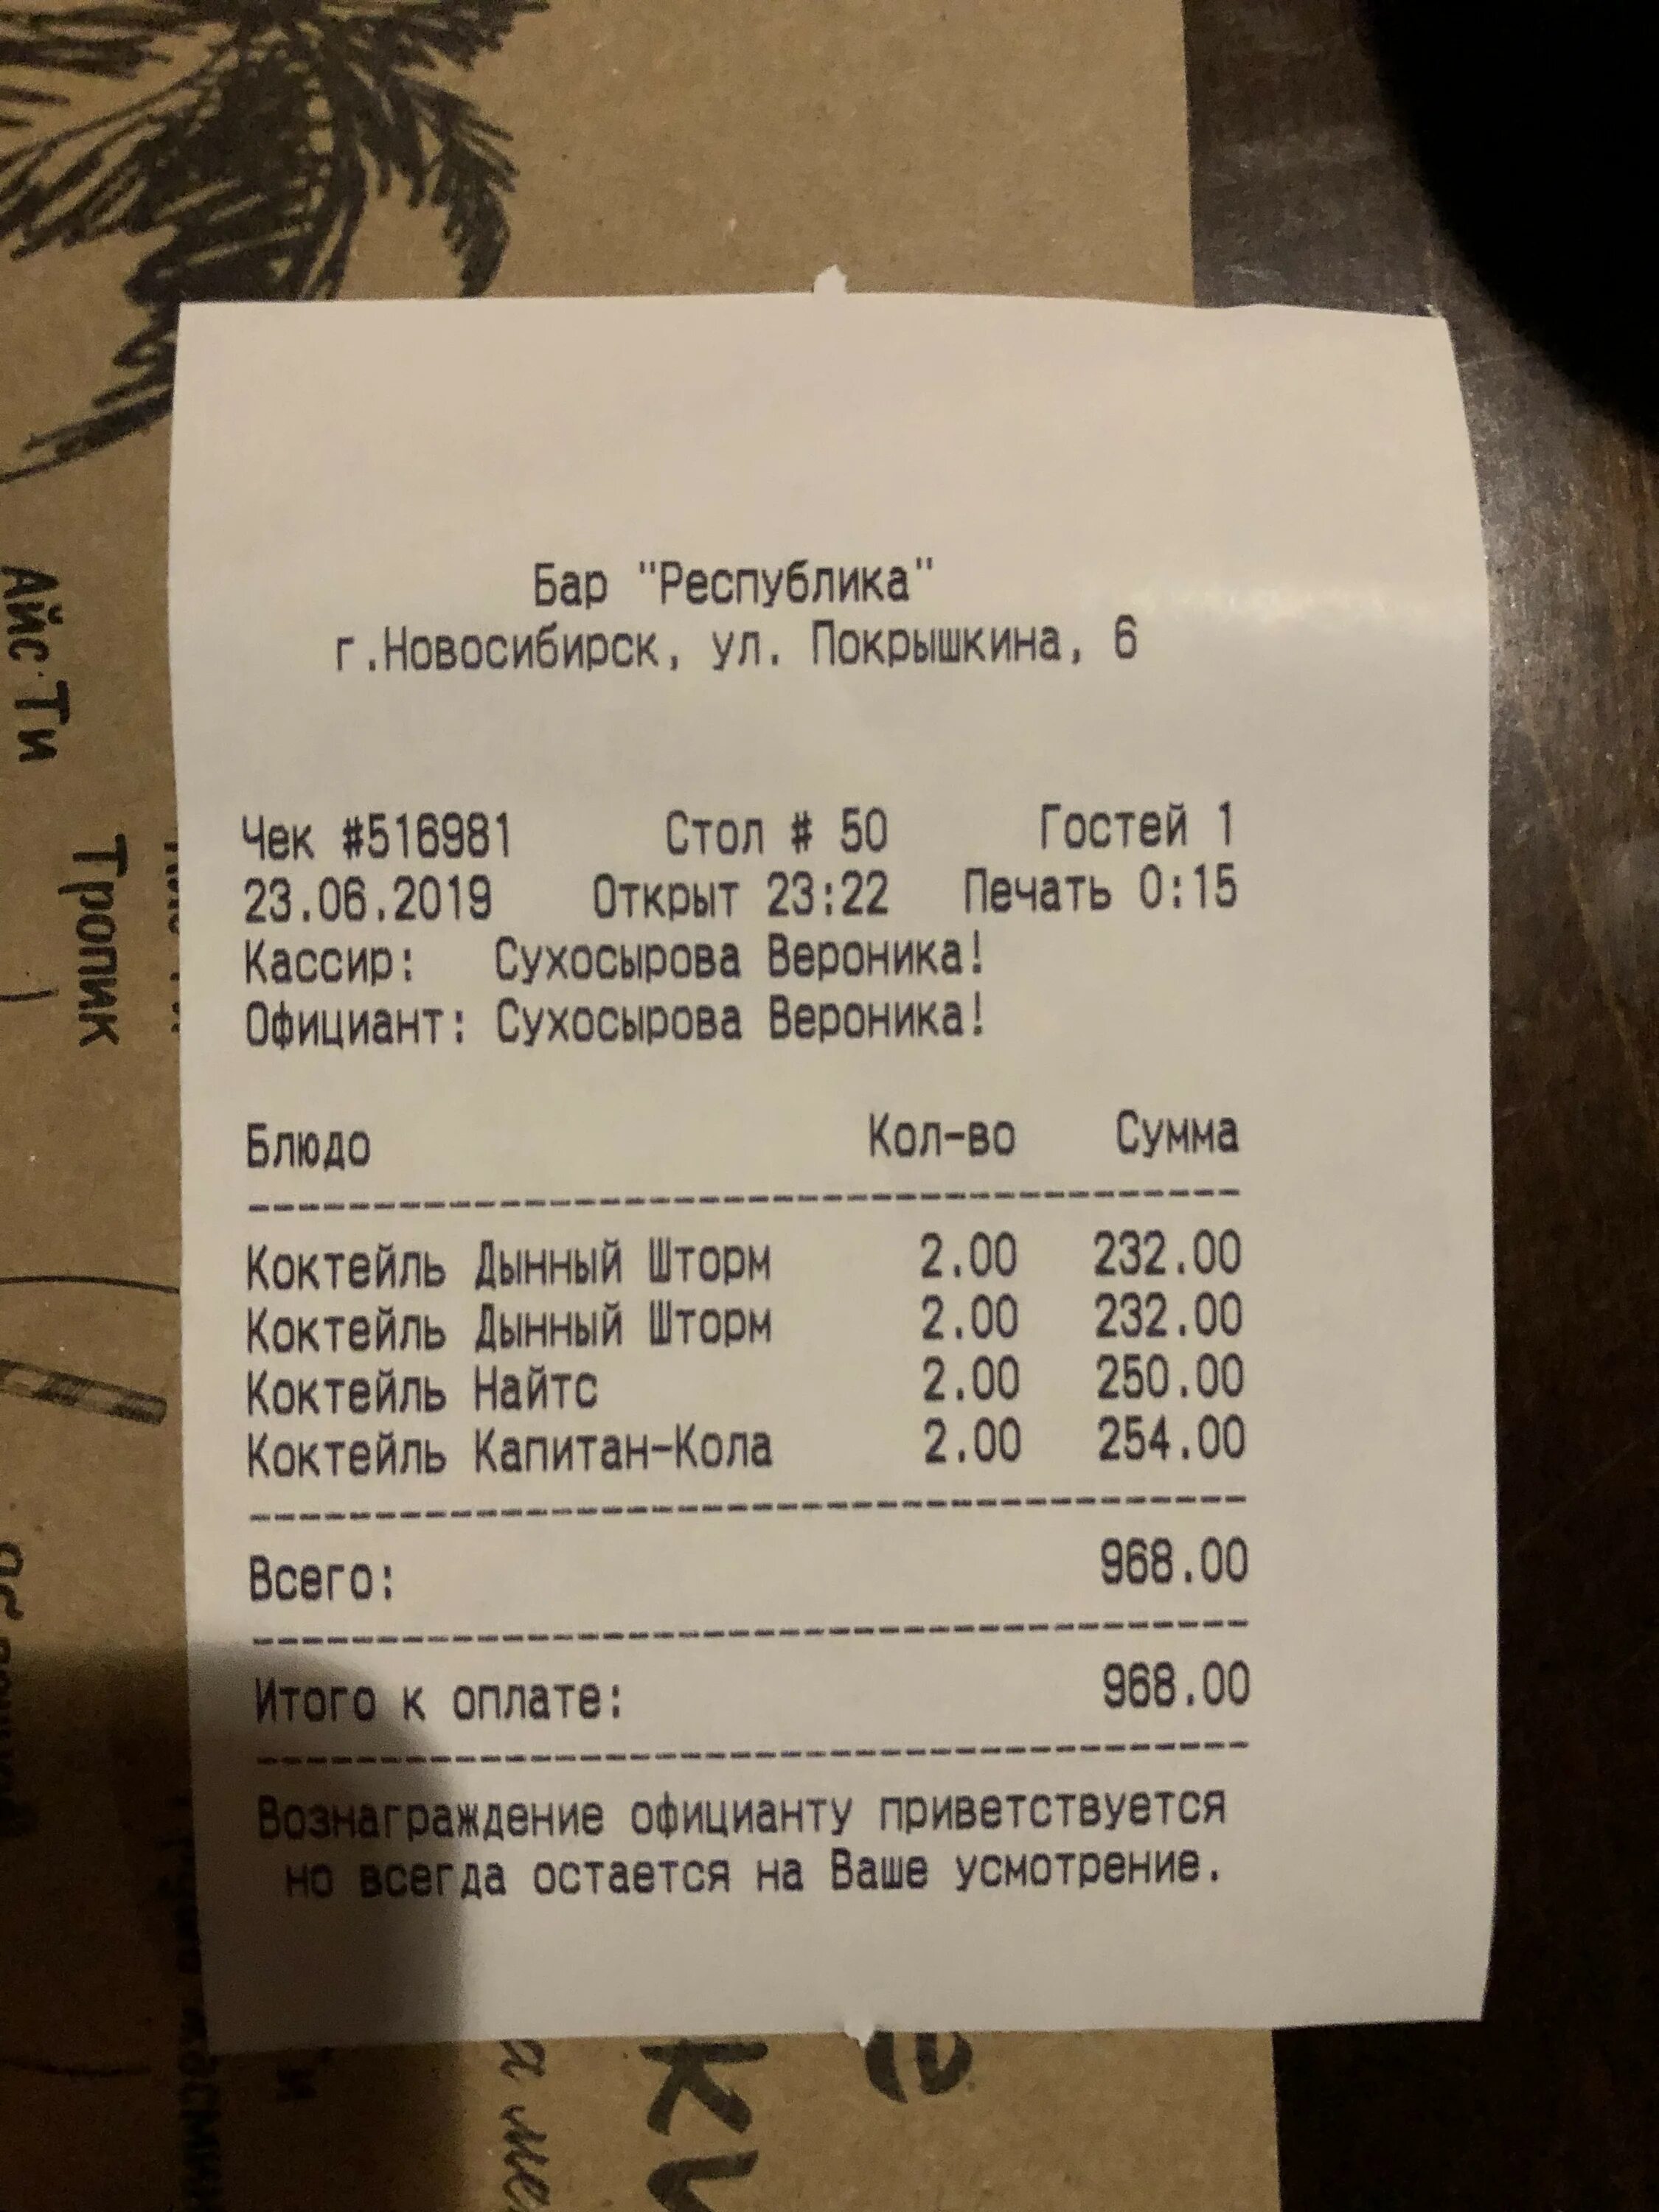 Бар "Республика"
г.Новосибирск, ул. Покрышкина, 6
Чек #516981 Стол # 50 Гостей 1
23.06.2019 Открыт 23:22 Печать 0:15
Кассир: Сухосырова Вероника!
Официант: Сухосырова Вероника!
Блюдо Кол-во Сумма
Коктейль Дынный Шторм 2.00 232.00
Коктейль Дынный Шторм 2.00 232.00
Коктейль Найтс 2.00 250.00
Коктейль Капитан-Кола 2.00 254.00
Всего: 968.00
Итого к оплате: 968.00
Вознаграждение официанту приветствуется
но всегда остается на Ваше усмотрение.
Айс Ти
Тропик